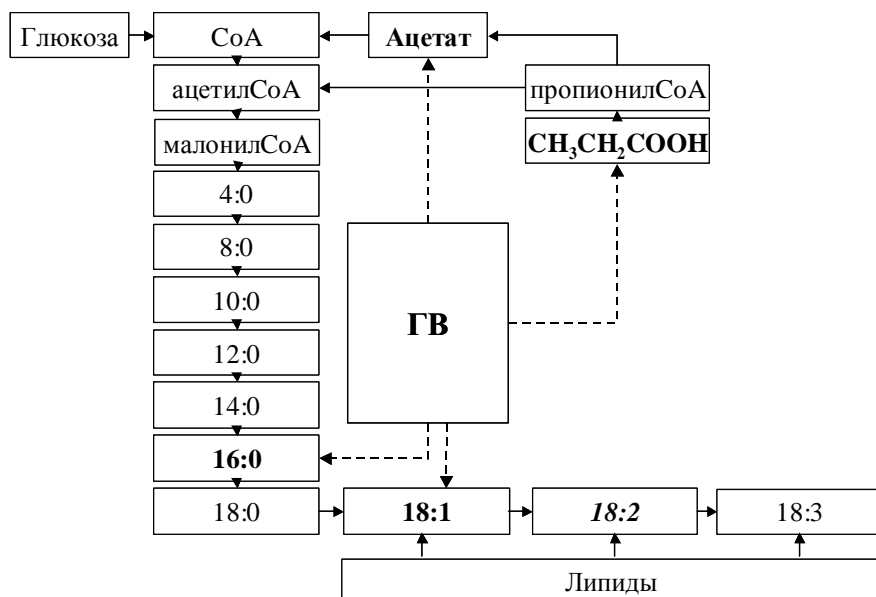 Глюкоза
CoA
Ацетат
ацетилCoA
пропионилCoA
малонилCoA
CH₃CH₂COOH
4:0
8:0
10:0
ГВ
12:0
14:0
16:0
18:0
18:1
18:2
18:3
Липиды